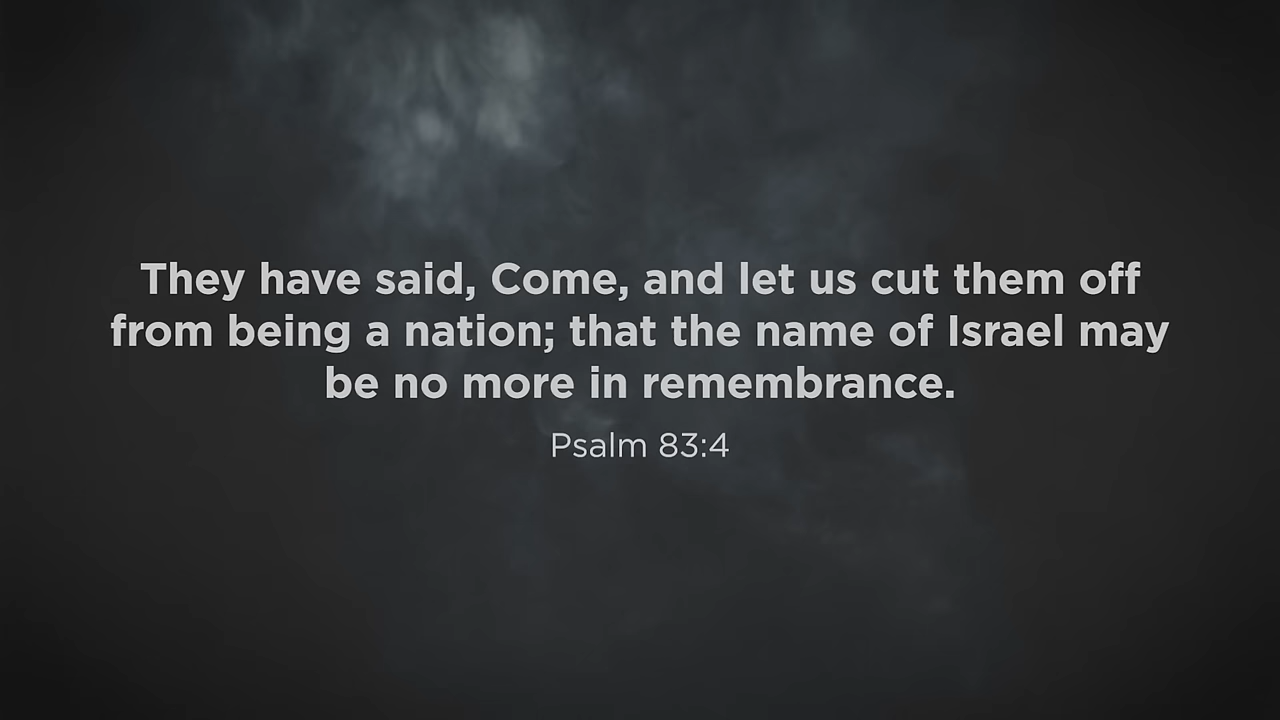 They have said, Come, and let us cut them off
from being a nation; that the name of Israel may
be no more in remembrance.
Psalm 83:4